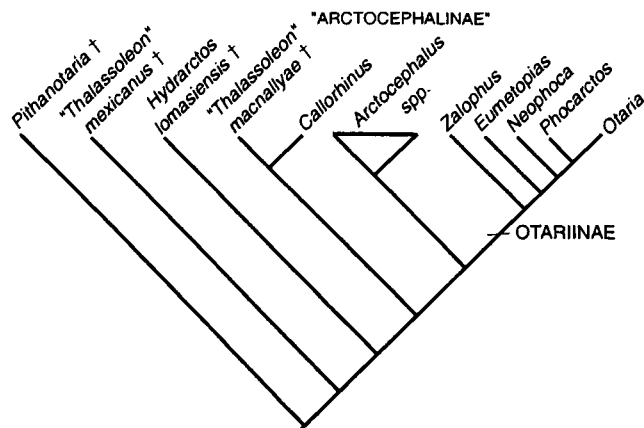 "ARCTOCEPHALINAE"
Pithanotaria †
"Thalassoleon"
mexicanus †
Hydrarctos
lomasiensis †
"Thalassoleon"
macnallyae †
Callorhinus
Arctocephalus
spp.
Zalophus
Eumetopias
Neophoca
Phocarctos
Otaria
OTARIINAE